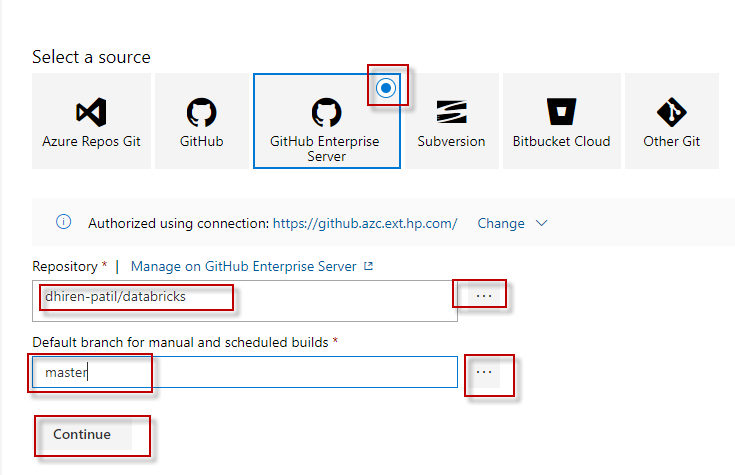 Select a source
Azure Repos Git
GitHub
GitHub Enterprise
Server
Subversion
Bitbucket Cloud
Other Git
Authorized using connection: https://github.azc.ext.hp.com/ Change
Repository * | Manage on GitHub Enterprise Server
dhiren-patil/databricks
...
Default branch for manual and scheduled builds *
master
...
Continue